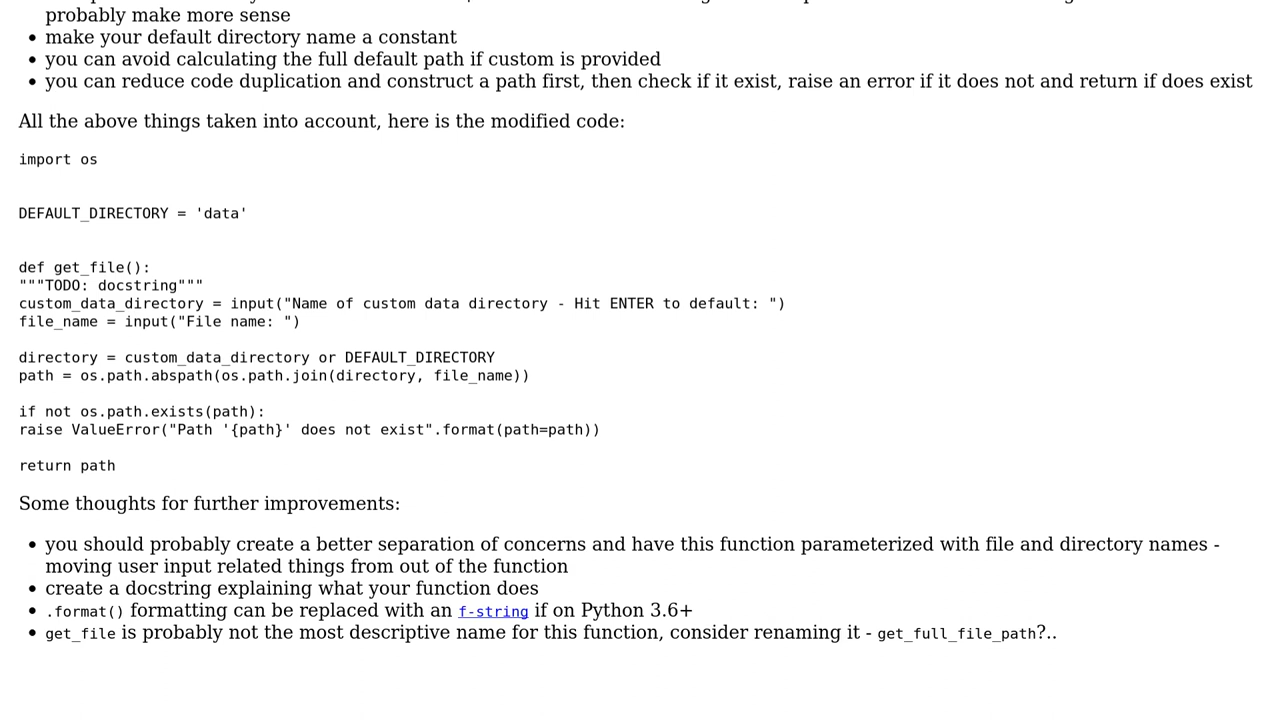 probably make more sense
• make your default directory name a constant
• you can avoid calculating the full default path if custom is provided
• you can reduce code duplication and construct a path first, then check if it exist, raise an error if it does not and return if does exist
All the above things taken into account, here is the modified code:
import os
DEFAULT_DIRECTORY = 'data'
def get_file():
"""TODO: docstring"""
custom_data_directory = input("Name of custom data directory - Hit ENTER to default: ")
file_name = input("File name: ")
directory = custom_data_directory or DEFAULT_DIRECTORY
path = os.path.abspath(os.path.join(directory, file_name))
if not os.path.exists(path):
raise ValueError("Path '{path}' does not exist".format(path=path))
return path
Some thoughts for further improvements:
• you should probably create a better separation of concerns and have this function parameterized with file and directory names -
moving user input related things from out of the function
• create a docstring explaining what your function does
• .format() formatting can be replaced with an f-string if on Python 3.6+
• get_file is probably not the most descriptive name for this function, consider renaming it - get_full_file_path?..